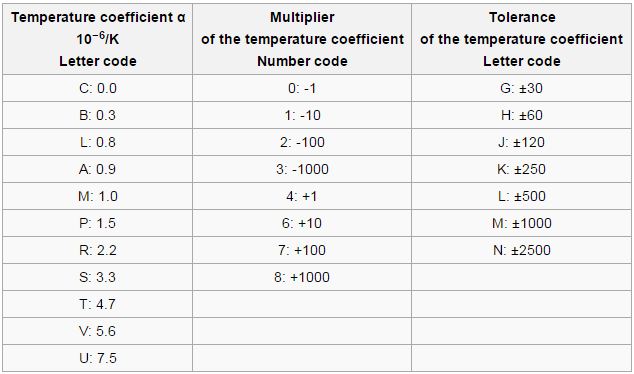 Temperature coefficient α Multiplier Tolerance
10−6/K of the temperature coefficient of the temperature coefficient
Letter code Number code Letter code
C: 0.0 0: -1 G: ±30
B: 0.3 1: -10 H: ±60
L: 0.8 2: -100 J: ±120
A: 0.9 3: -1000 K: ±250
M: 1.0 4: +1 L: ±500
P: 1.5 6: +10 M: ±1000
R: 2.2 7: +100 N: ±2500
S: 3.3 8: +1000
T: 4.7
V: 5.6
U: 7.5